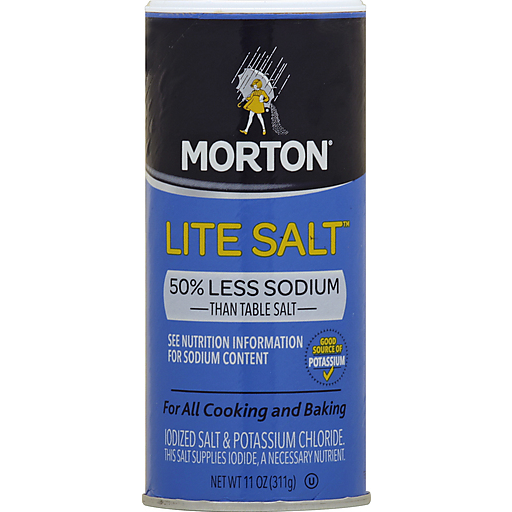 MORTON®
LITE SALT™
50% LESS SODIUM
THAN TABLE SALT
SEE NUTRITION INFORMATION
FOR SODIUM CONTENT
GOOD
SOURCE OF
POTASSIUM
For All Cooking and Baking
IODIZED SALT & POTASSIUM CHLORIDE.
THIS SALT SUPPLIES IODIDE, A NECESSARY NUTRIENT.
NET WT 11 OZ (311g) U